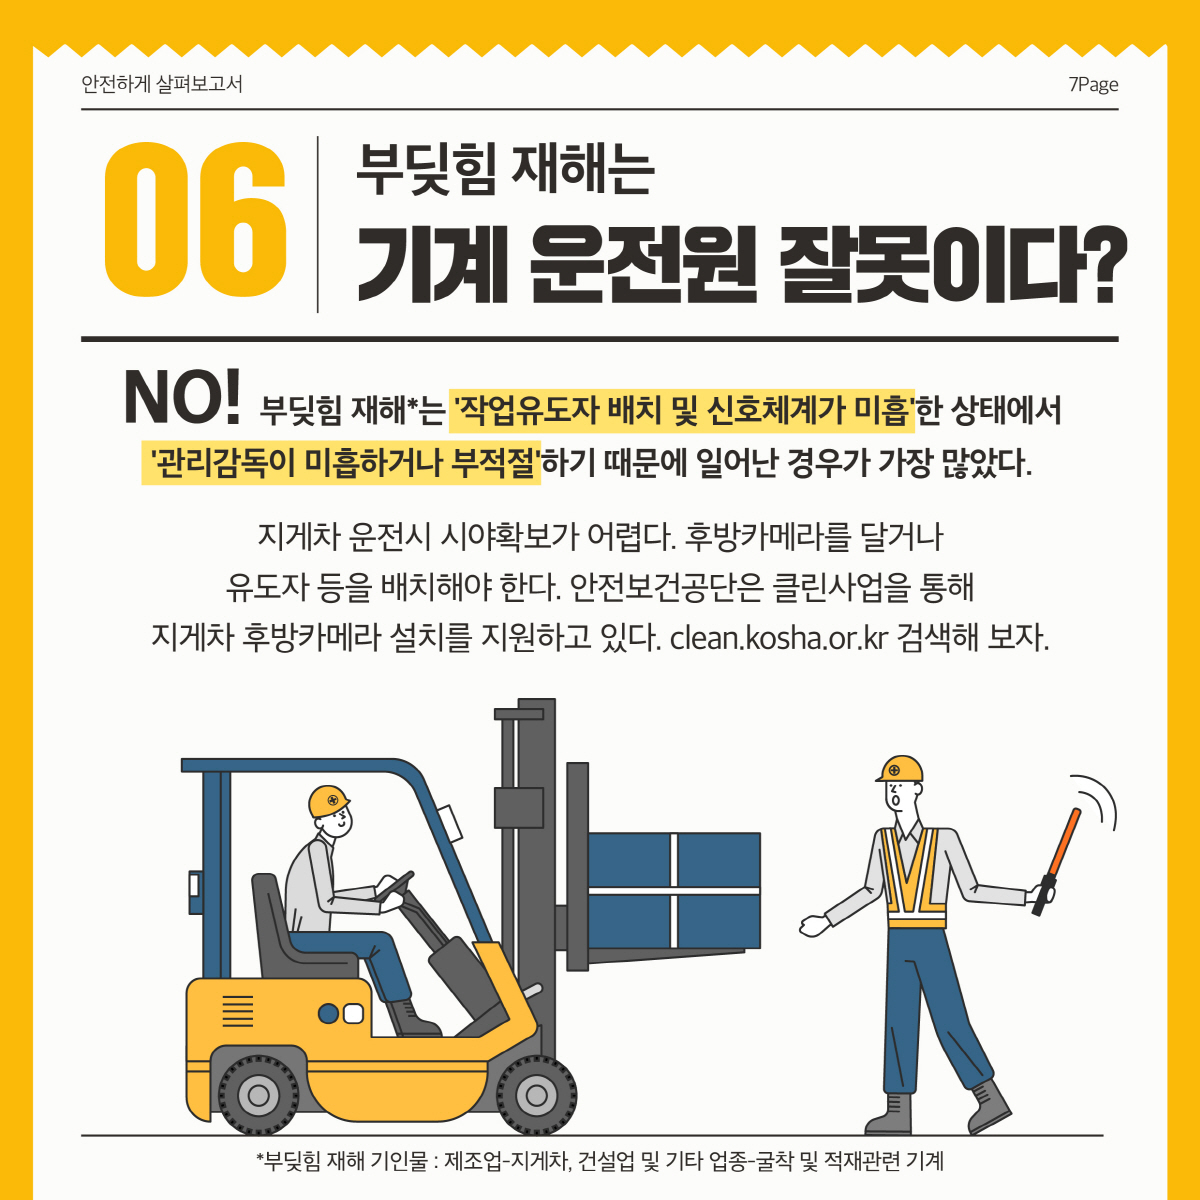 안전하게 살펴보고서
7Page
06
부딪힘 재해는
기계 운전원 잘못이다?
NO! 부딪힘 재해*는 '작업유도자 배치 및 신호체계가 미흡'한 상태에서
'관리감독이 미흡하거나 부적절'하기 때문에 일어난 경우가 가장 많았다.
지게차 운전시 시야확보가 어렵다. 후방카메라를 달거나
유도자 등을 배치해야 한다. 안전보건공단은 클린사업을 통해
지게차 후방카메라 설치를 지원하고 있다. clean.kosha.or.kr 검색해 보자.
*부딪힘 재해 기인물 : 제조업-지게차, 건설업 및 기타 업종-굴착 및 적재관련 기계